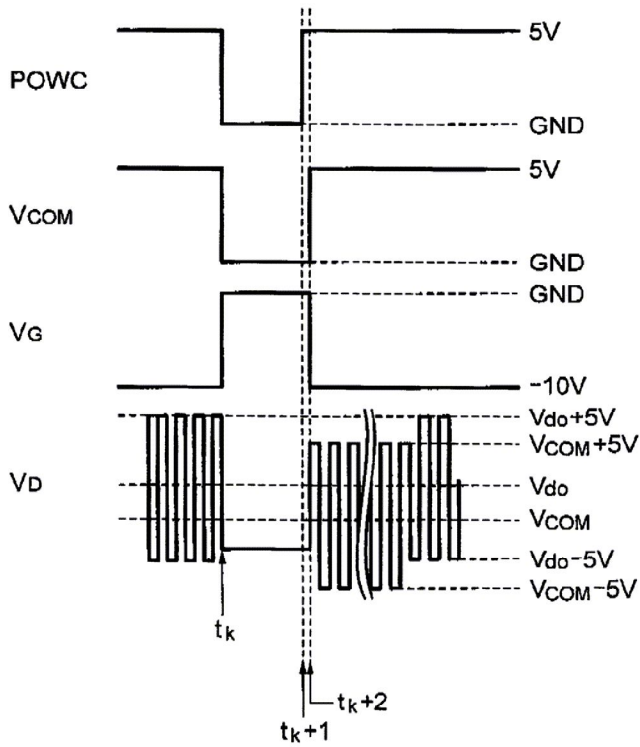 5V
POWC
GND
5V
VCOM
GND
GND
VG
-10V
Vdo+5V
VCOM+5V
VD
Vdo
VCOM
Vdo-5V
VCOM-5V
tk
tk+2
tk+1